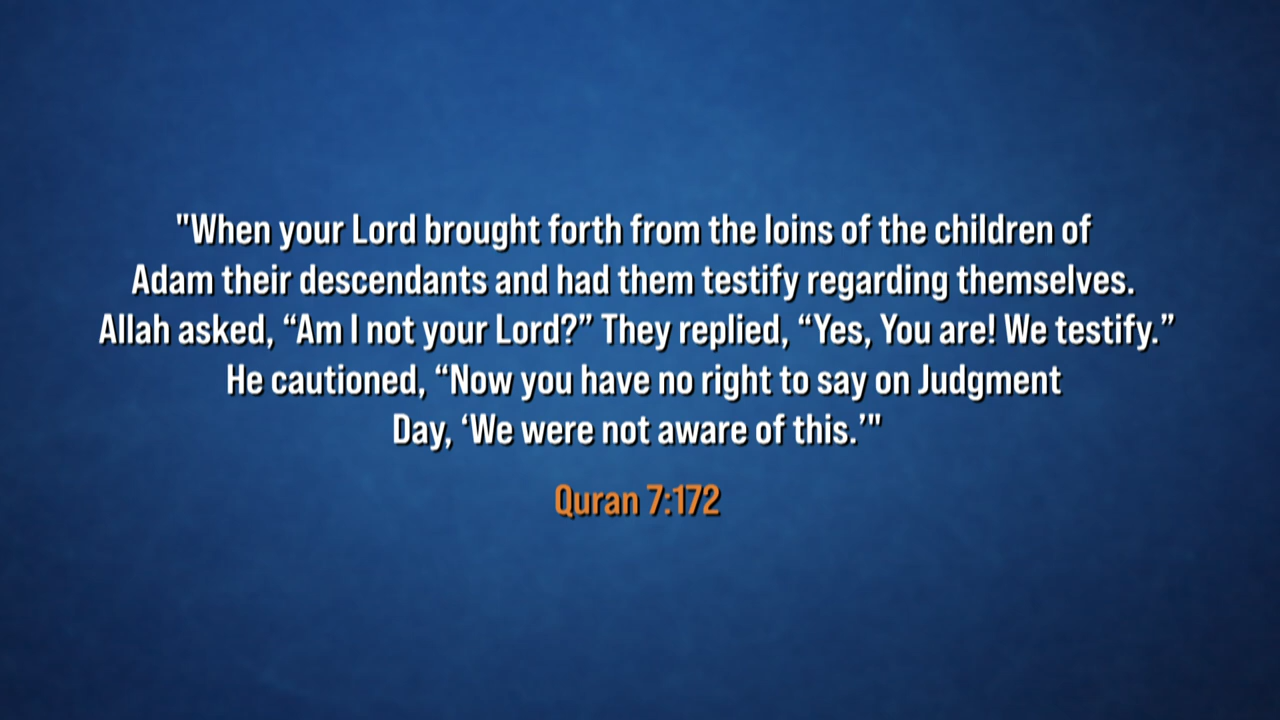 "When your Lord brought forth from the loins of the children of
Adam their descendants and had them testify regarding themselves.
Allah asked, “Am I not your Lord?” They replied, “Yes, You are! We testify.”
He cautioned, “Now you have no right to say on Judgment
Day, ‘We were not aware of this.’"
Quran 7:172